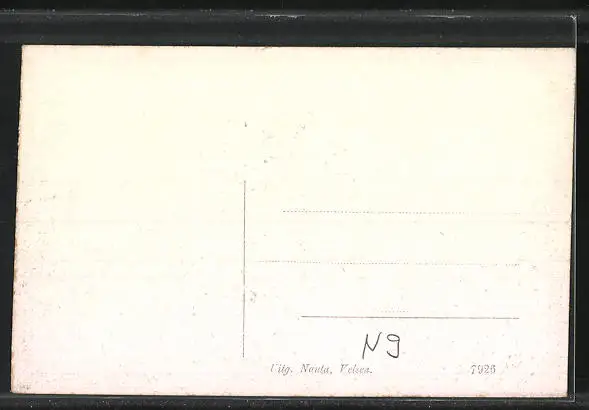 N9
Uitg. Nauta, Velsen. 7926